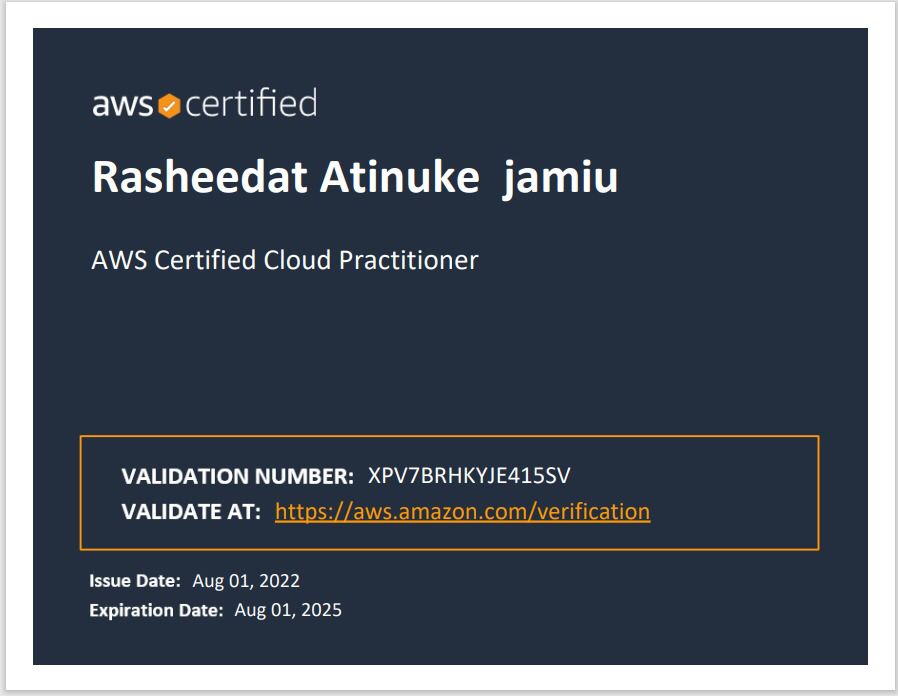 aws certified
Rasheedat Atinuke  jamiu
AWS Certified Cloud Practitioner
VALIDATION NUMBER: XPV7BRHKYJE415SV
VALIDATE AT: https://aws.amazon.com/verification
Issue Date: Aug 01, 2022
Expiration Date: Aug 01, 2025